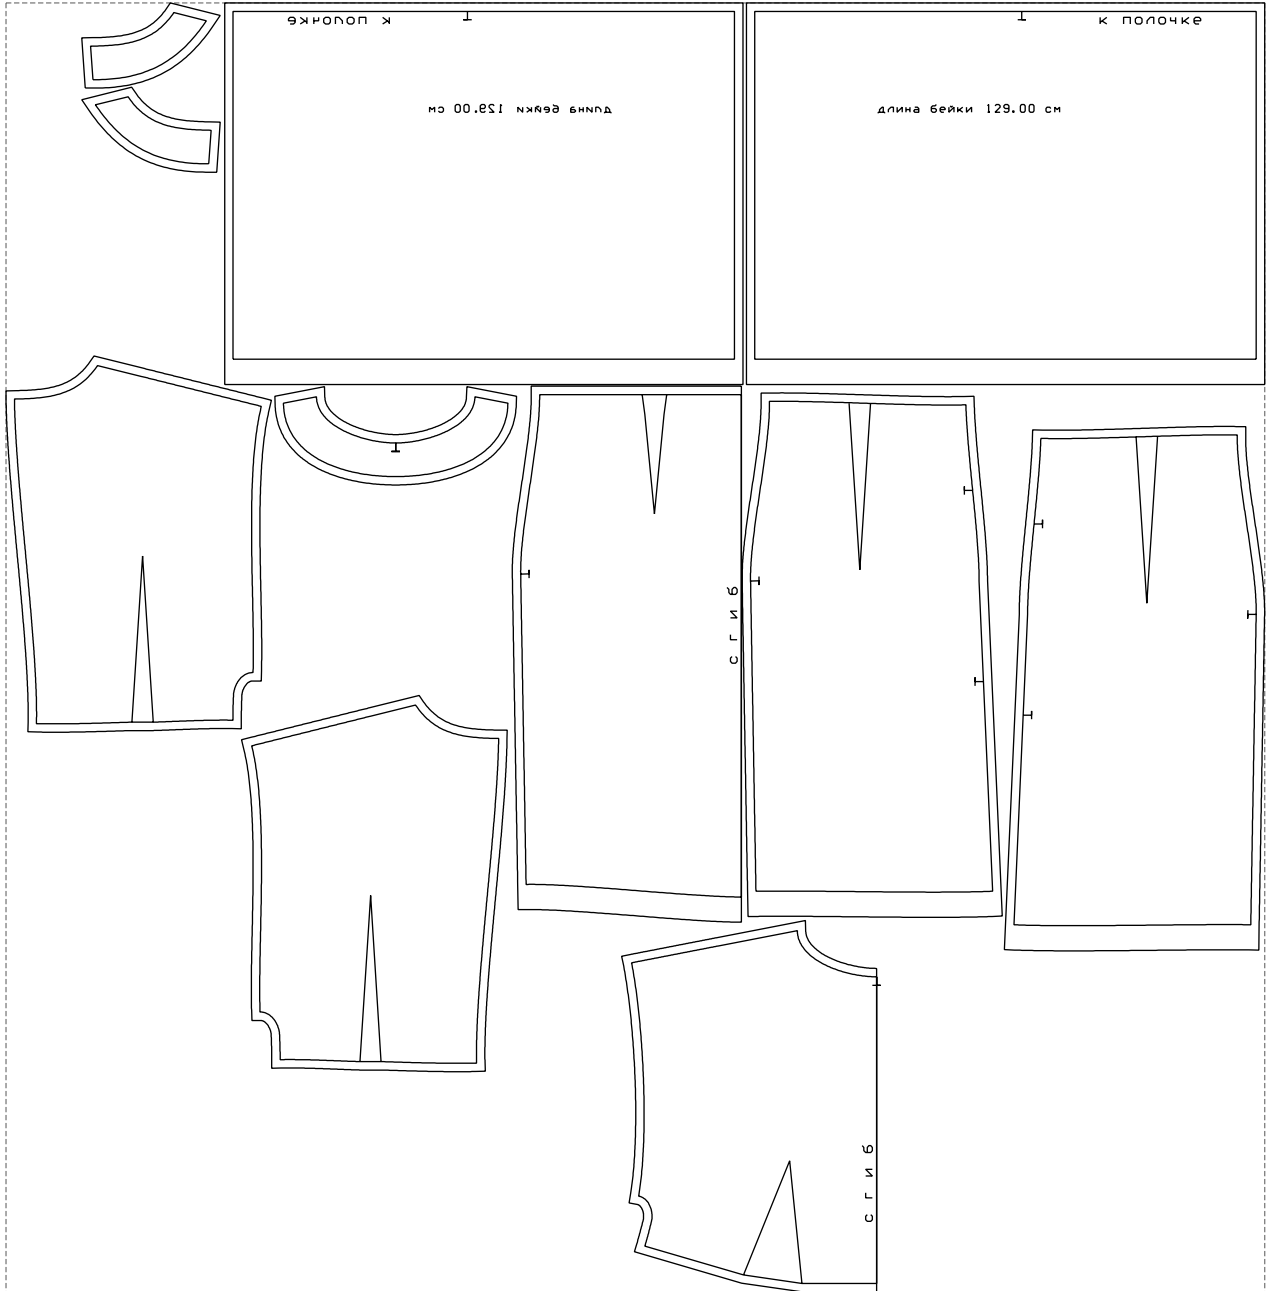 к полочке
к полочке
длина бейки 129.00 см
длина бейки 129.00 см
сгиб
сгиб